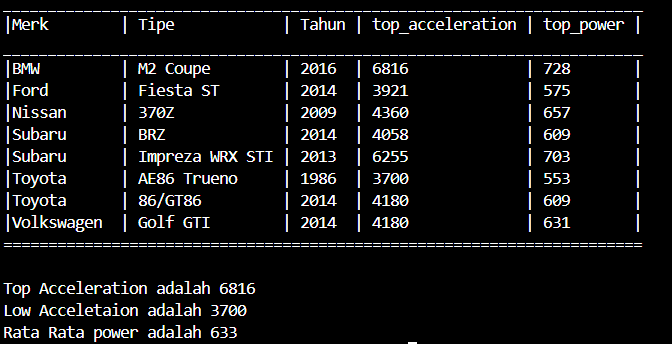 |Merk | Tipe | Tahun | top_acceleration | top_power |
|BMW | M2 Coupe | 2016 | 6816 | 728 |
|Ford | Fiesta ST | 2014 | 3921 | 575 |
|Nissan | 370Z | 2009 | 4360 | 657 |
|Subaru | BRZ | 2014 | 4058 | 609 |
|Subaru | Impreza WRX STI | 2013 | 6255 | 703 |
|Toyota | AE86 Trueno | 1986 | 3700 | 553 |
|Toyota | 86/GT86 | 2014 | 4180 | 609 |
|Volkswagen | Golf GTI | 2014 | 4180 | 631 |
Top Acceleration adalah 6816
Low Acceletaion adalah 3700
Rata Rata power adalah 633